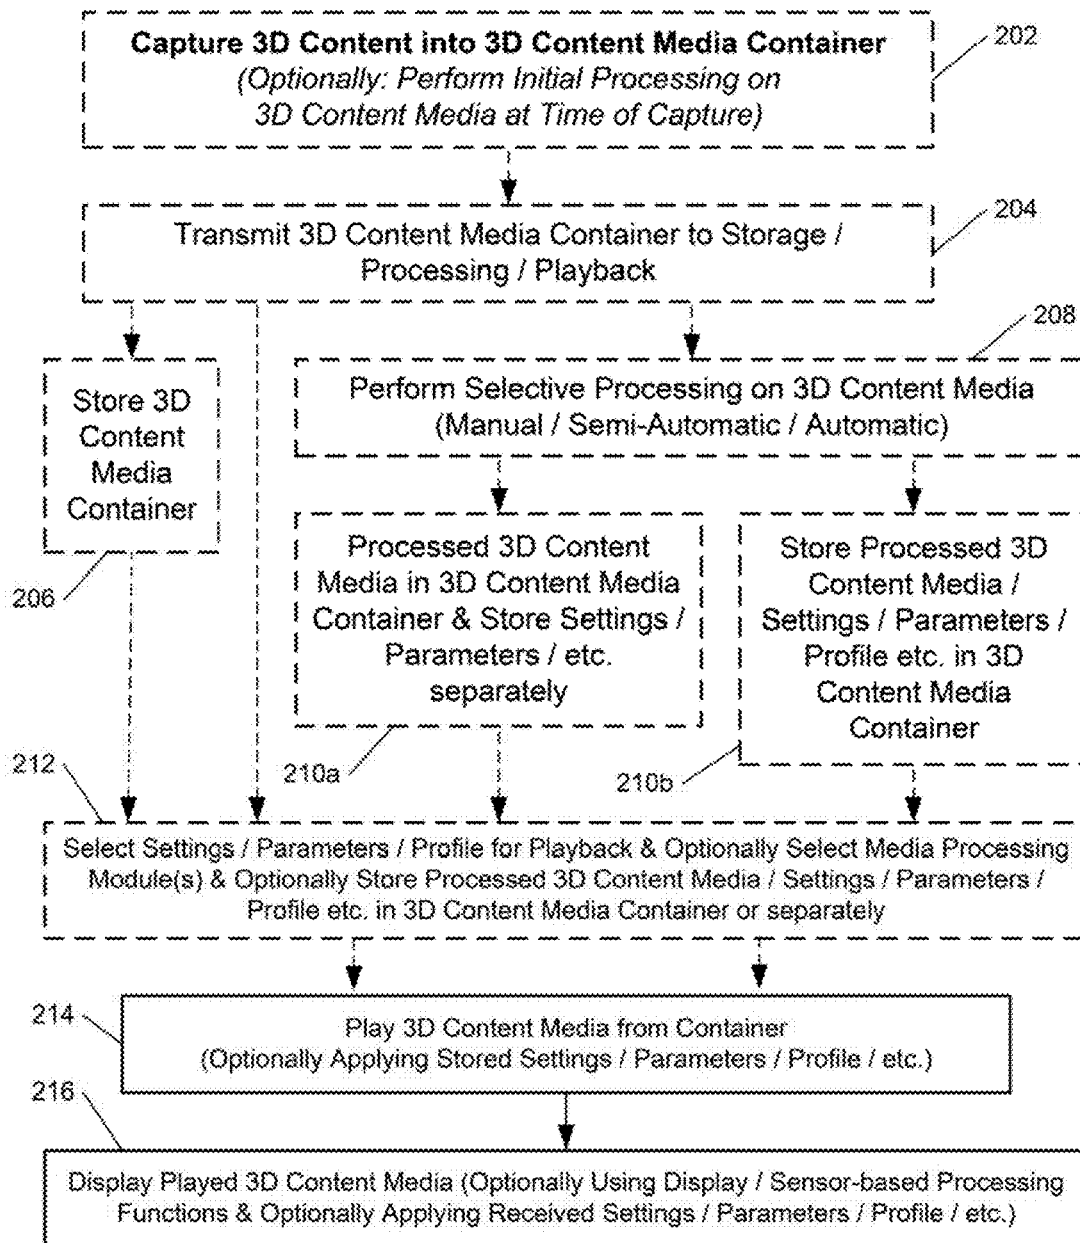 Capture 3D Content into 3D Content Media Container
(Optionally: Perform Initial Processing on
3D Content Media at Time of Capture)
202
Transmit 3D Content Media Container to Storage /
Processing / Playback
204
208
Store 3D
Content
Media
Container
206
Perform Selective Processing on 3D Content Media
(Manual / Semi-Automatic / Automatic)
Processed 3D Content
Media in 3D Content Media
Container & Store Settings /
Parameters / etc.
separately
210a
Store Processed 3D
Content Media /
Settings / Parameters /
Profile etc. in 3D
Content Media
Container
210b
212
Select Settings / Parameters / Profile for Playback & Optionally Select Media Processing
Module(s) & Optionally Store Processed 3D Content Media / Settings / Parameters /
Profile etc. in 3D Content Media Container or separately
214
Play 3D Content Media from Container
(Optionally Applying Stored Settings / Parameters / Profile / etc.)
216
Display Played 3D Content Media (Optionally Using Display / Sensor-based Processing
Functions & Optionally Applying Received Settings / Parameters / Profile / etc.)